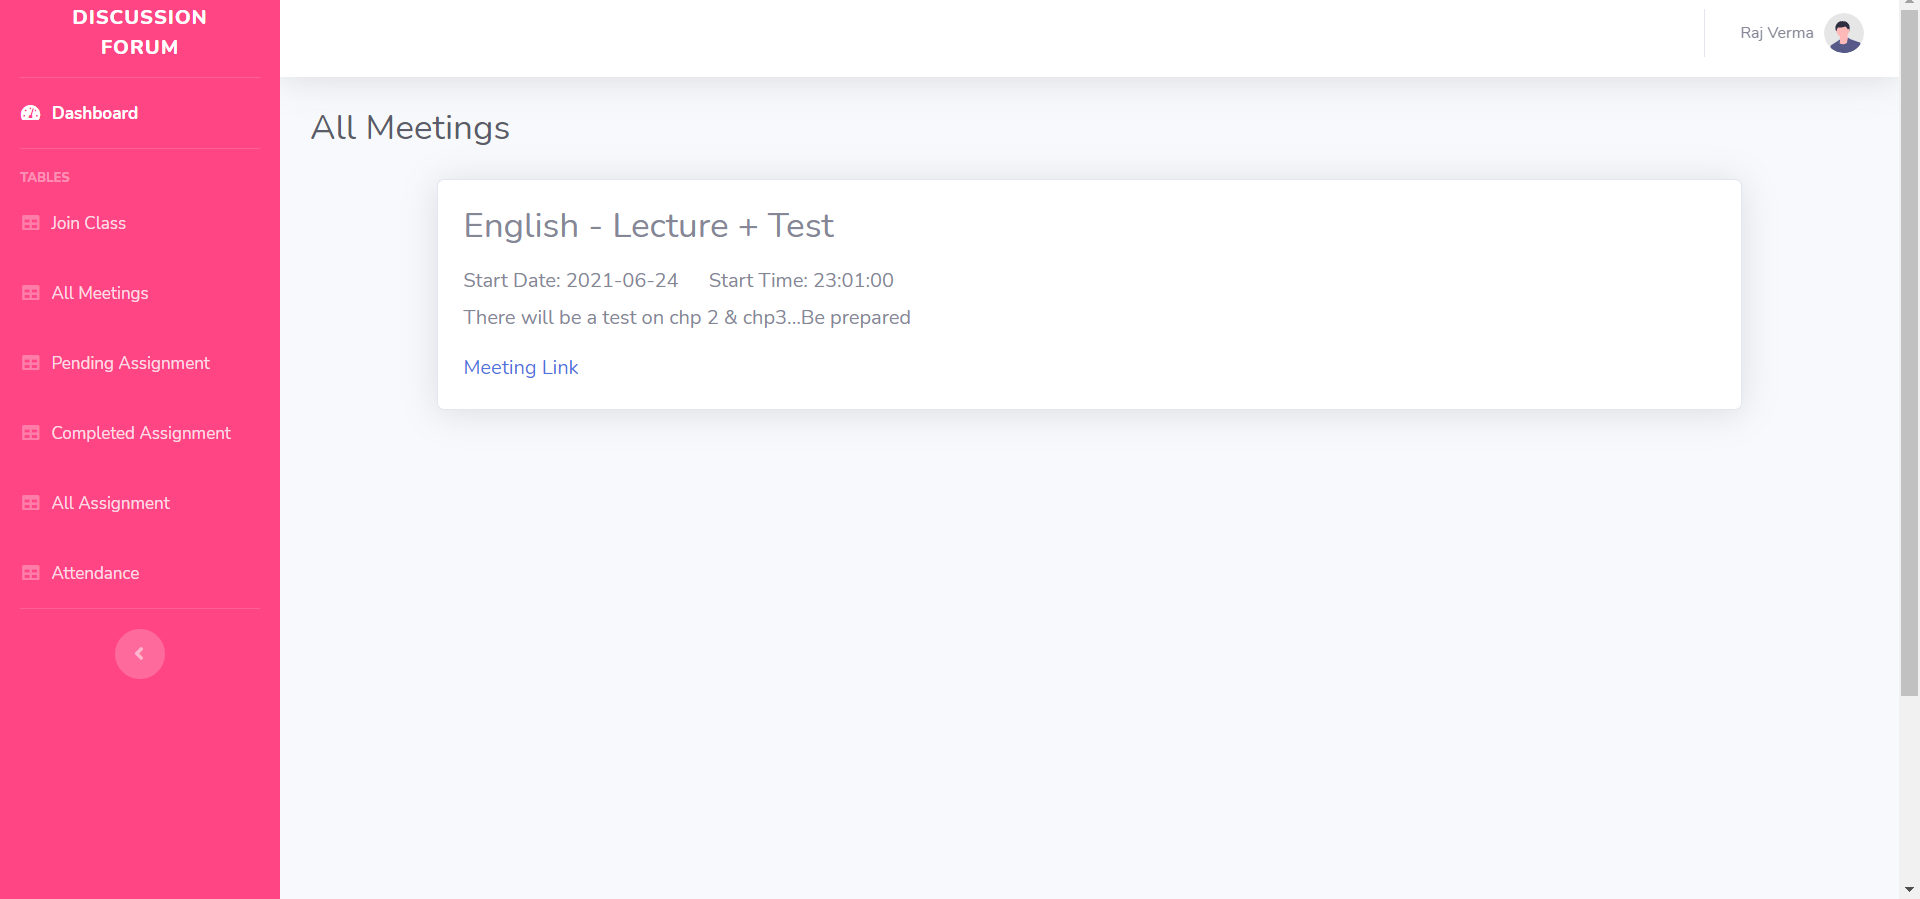 DISCUSSION
FORUM
Dashboard
TABLES
Join Class
All Meetings
Pending Assignment
Completed Assignment
All Assignment
Attendance
Raj Verma
All Meetings
English - Lecture + Test
Start Date: 2021-06-24 Start Time: 23:01:00
There will be a test on chp 2 & chp3...Be prepared
Meeting Link